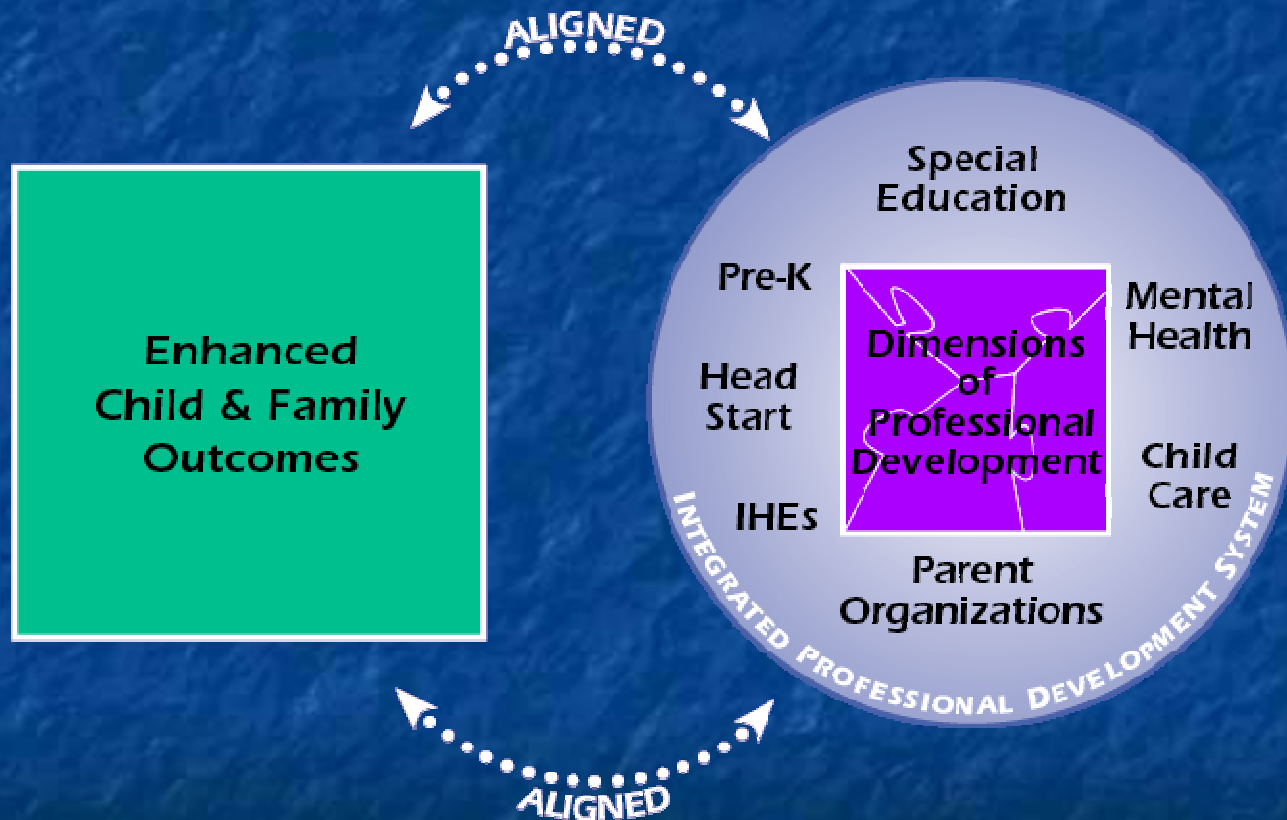 ALIGNED
Enhanced
Child & Family
Outcomes
Special
Education
Pre-K
Mental
Health
Head
Start
Dimensions
of
Professional
Development
Child
Care
IHEs
Parent
Organizations
INTEGRATED PROFESSIONAL DEVELOPMENT SYSTEM
ALIGNED